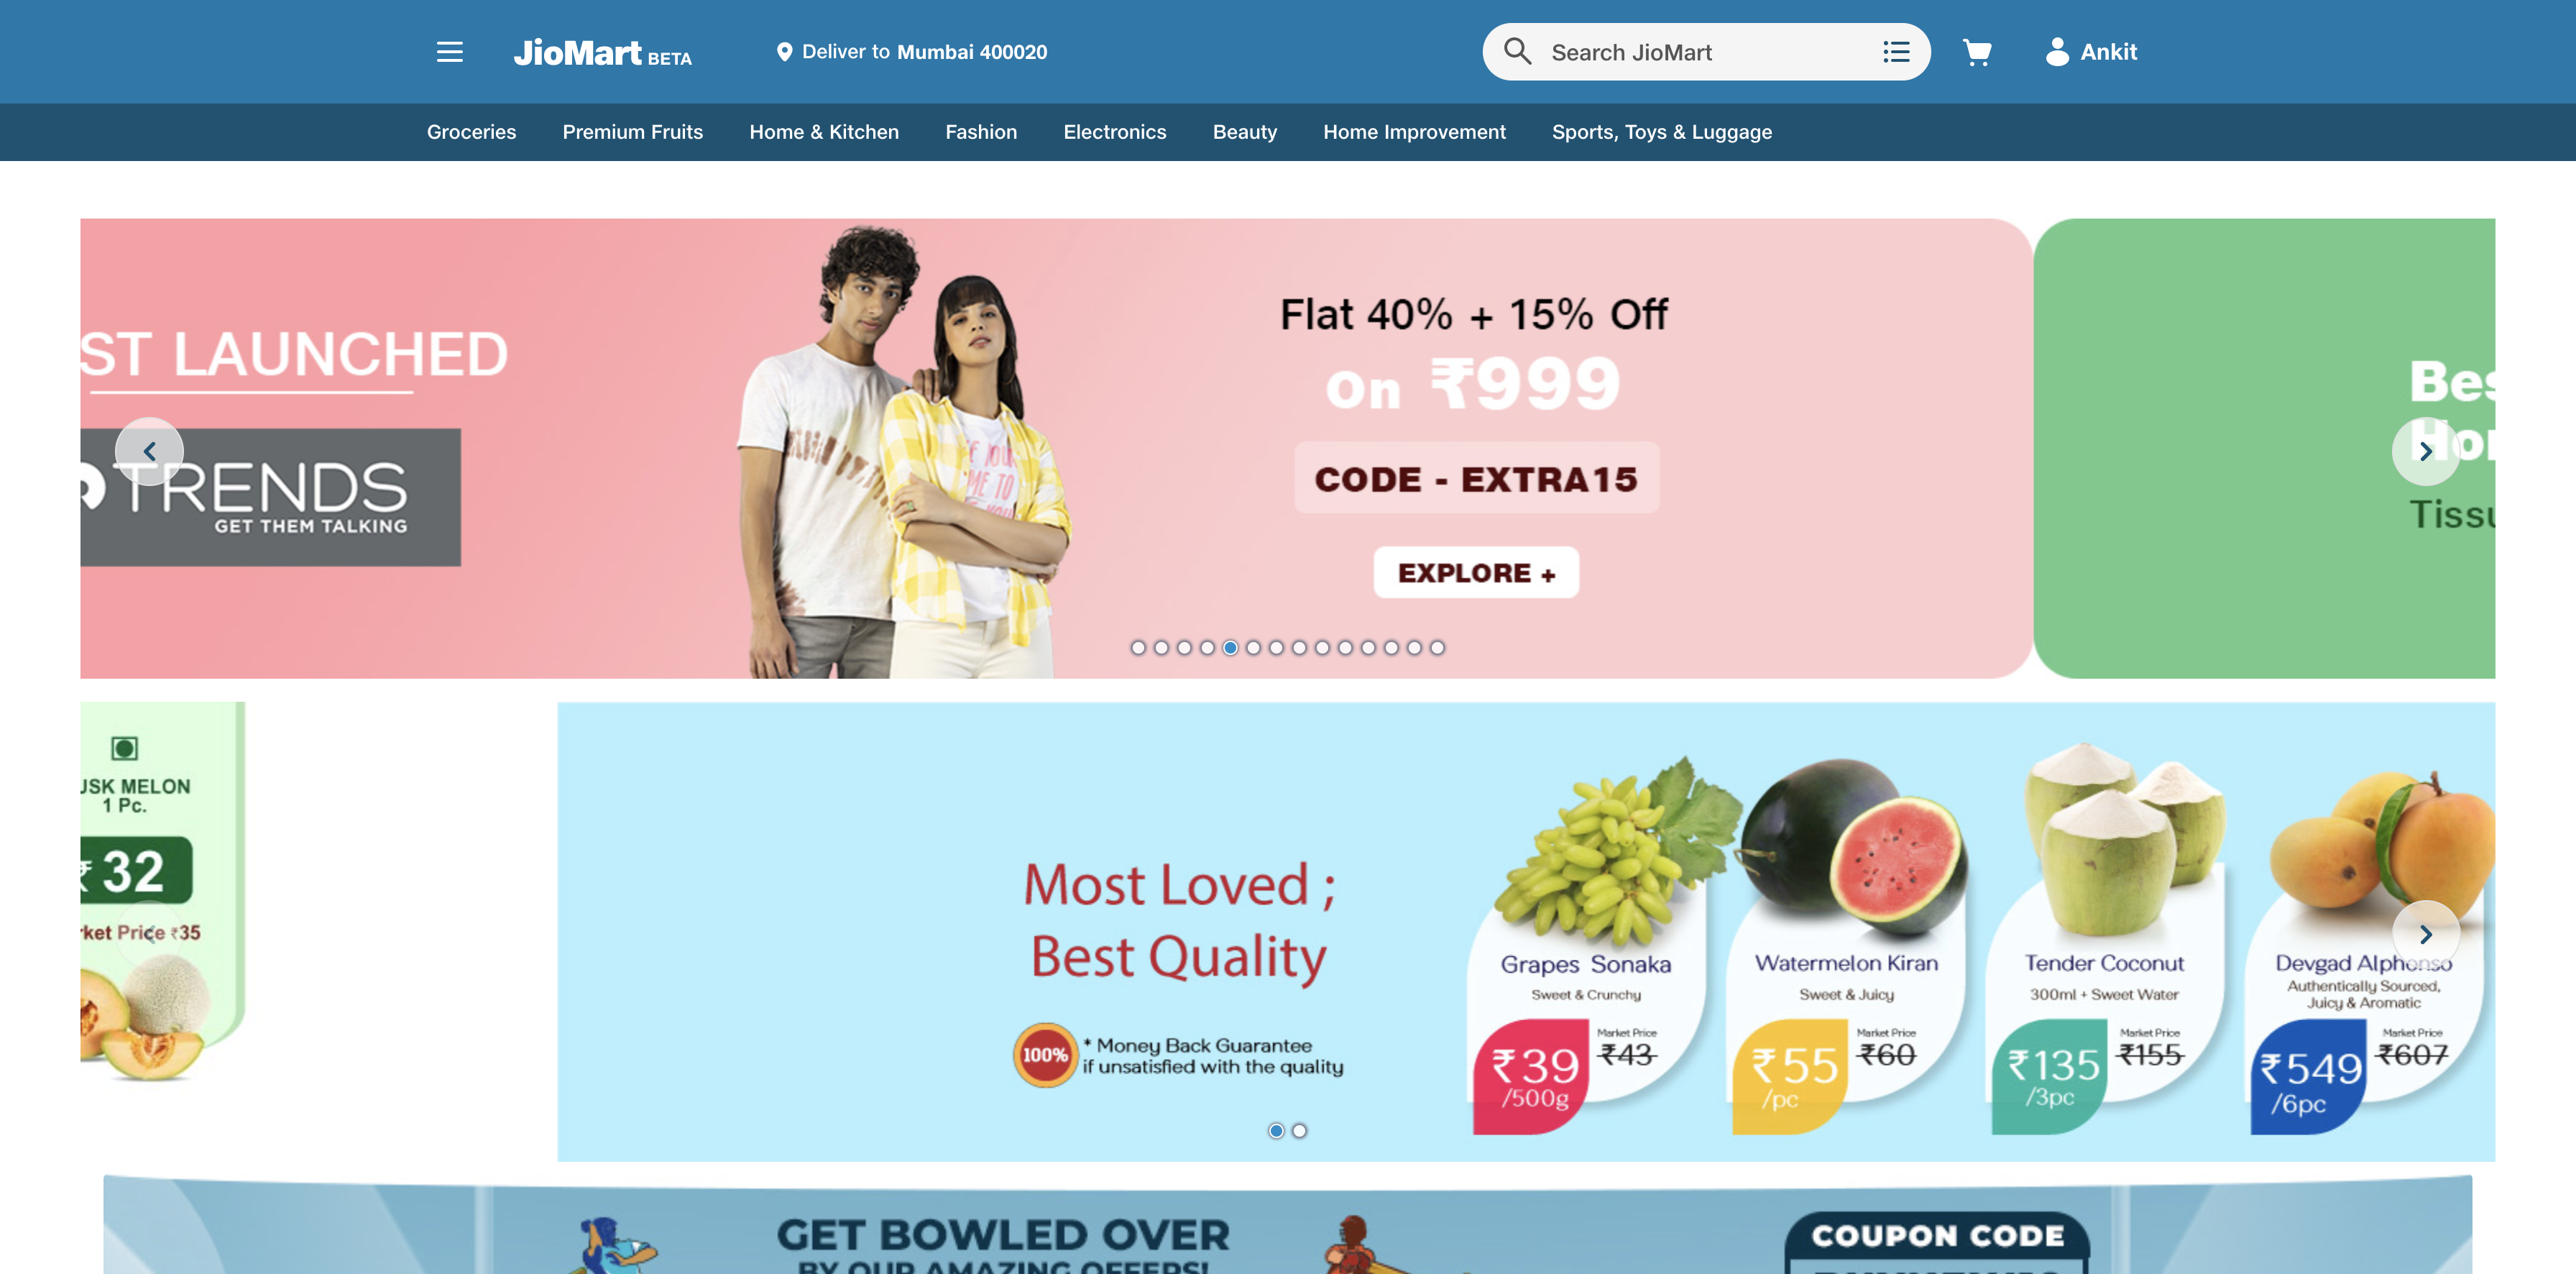 JioMart BETA
Deliver to Mumbai 400020
Search JioMart
Ankit
Groceries Premium Fruits Home & Kitchen Fashion Electronics Beauty Home Improvement Sports, Toys & Luggage
ST LAUNCHED
TRENDS
GET THEM TALKING
Flat 40% + 15% Off
On ₹999
CODE - EXTRA15
EXPLORE +
Bes
Hor
Tissu
USK MELON
1 Pc.
₹ 32
rket Price ₹35
Most Loved ;
Best Quality
100%
* Money Back Guarantee
if unsatisfied with the quality
Grapes Sonaka
Sweet & Crunchy
Market Price
₹39 ₹43
/500g
Watermelon Kiran
Sweet & Juicy
Market Price
₹55 ₹60
/pc
Tender Coconut
300ml + Sweet Water
Market Price
₹135 ₹155
/3pc
Devgad Alphonso
Authentically Sourced,
Juicy & Aromatic
Market Price
₹549 ₹607
/6pc
GET BOWLED OVER
BY OUR AMAZING OFFERS!
COUPON CODE